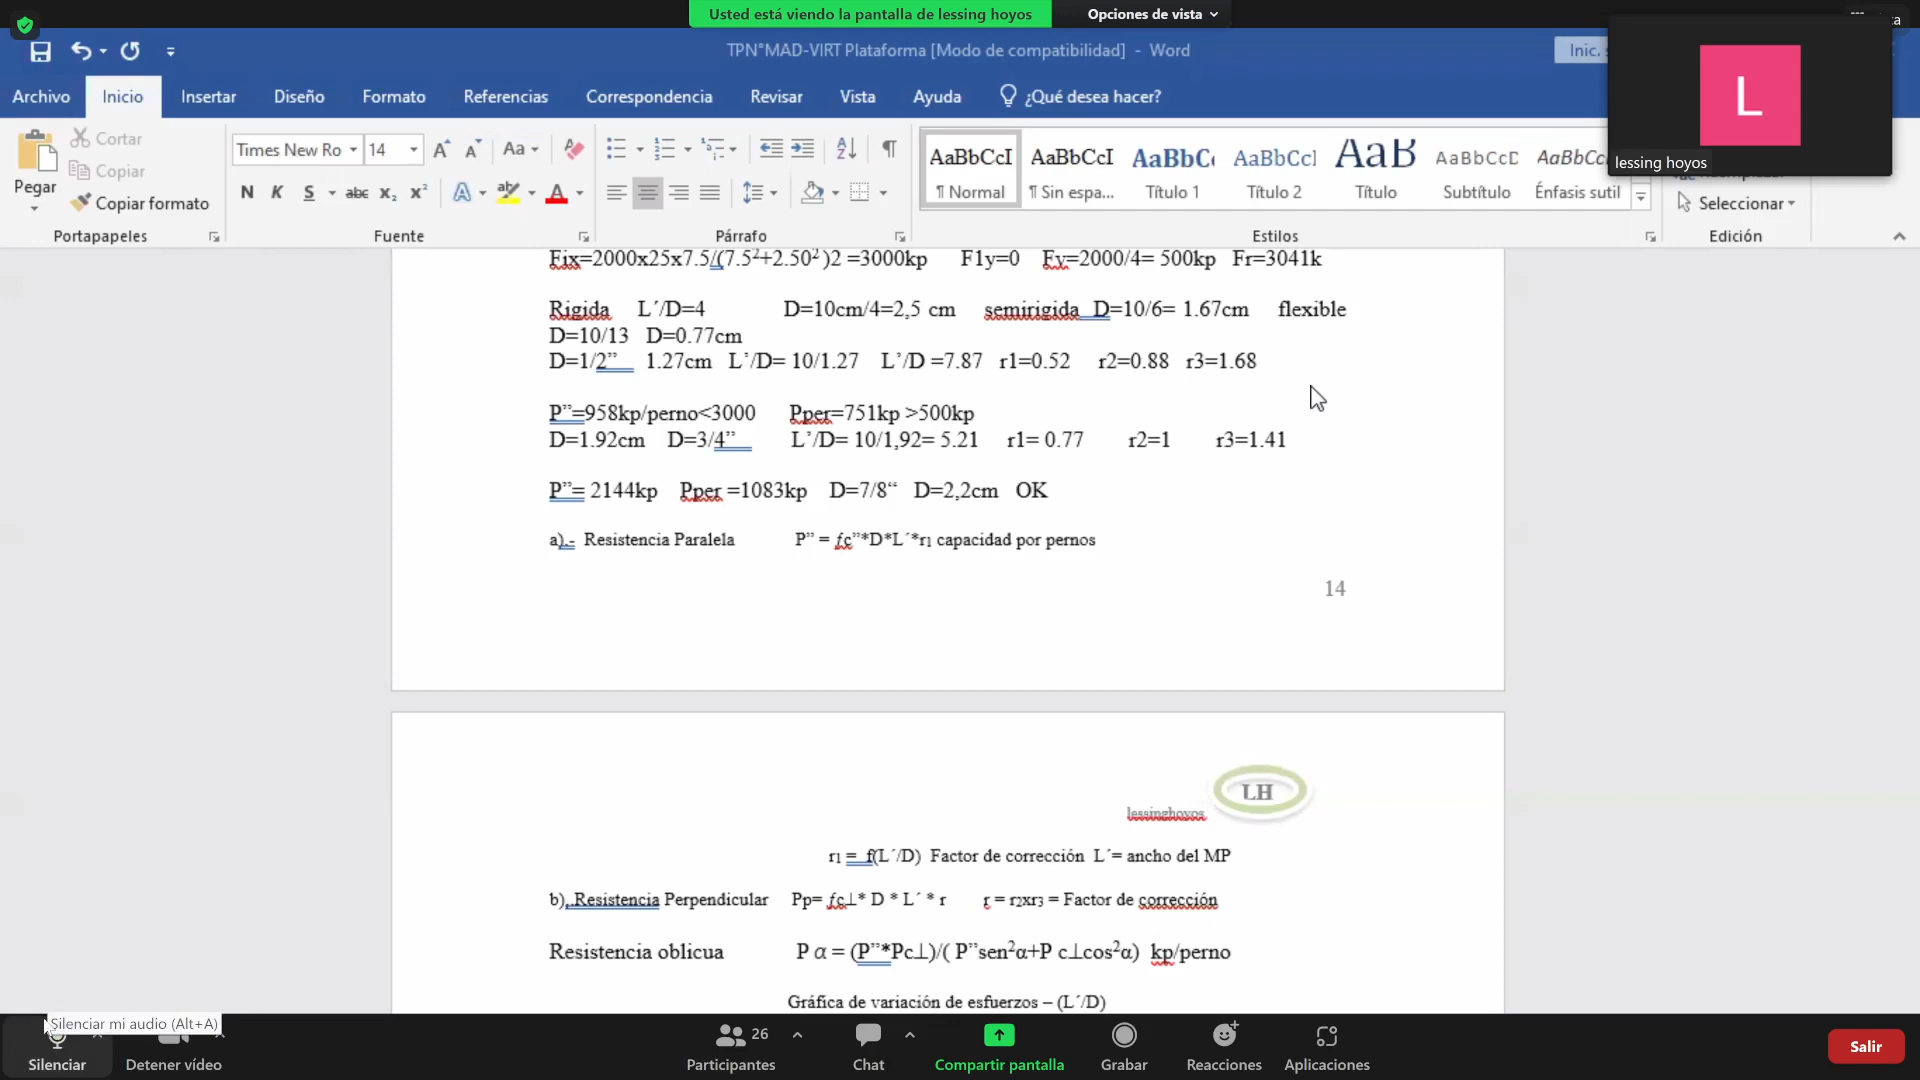 Usted está viendo la pantalla de lessing hoyos
Opciones de vista
TPN°MAD-VIRT Plataforma [Modo de compatibilidad] - Word
Inic.
L
lessing hoyos
Archivo Inicio Insertar Diseño Formato Referencias Correspondencia Revisar Vista Ayuda ¿Qué desea hacer?
Pegar
Cortar
Copiar
Copiar formato
Portapapeles
Times New Ro 14
Aa
N K S abc x₂ x²
Fuente
Párrafo
AaBbCcI AaBbCcI AaBbC AaBbCcI AaB AaBbCcD AaBbCc
¶ Normal ¶ Sin espa... Título 1 Título 2 Título Subtítulo Énfasis sutil
Estilos
Seleccionar
Edición
Fix=2000x25x7.5/(7.5²+2.50² )2 =3000kp F1y=0 Fy=2000/4= 500kp Fr=3041k
Rigida L´/D=4 D=10cm/4=2,5 cm semirigida D=10/6= 1.67cm flexible
D=10/13 D=0.77cm
D=1/2” 1.27cm L’/D= 10/1.27 L’/D =7.87 r1=0.52 r2=0.88 r3=1.68
P”=958kp/perno<3000 Pper=751kp >500kp
D=1.92cm D=3/4” L’/D= 10/1,92= 5.21 r1= 0.77 r2=1 r3=1.41
P”= 2144kp Pper =1083kp D=7/8“ D=2,2cm OK
a).- Resistencia Paralela P” = ƒc”*D*L´*r₁ capacidad por pernos
14
LH
lessinghoyos
r₁ = f(L´/D) Factor de corrección L´= ancho del MP
b).Resistencia Perpendicular Pp= ƒc⊥* D * L´ * r r = r₂xr₃ = Factor de corrección
Resistencia oblicua P α = (P”*Pc⊥)/( P”sen²α+P c⊥cos²α) kp/perno
Gráfica de variación de esfuerzos – (L´/D)
Silenciar mi audio (Alt+A)
Silenciar
Detener vídeo
26
Participantes
Chat
Compartir pantalla
Grabar
Reacciones
Aplicaciones
Salir